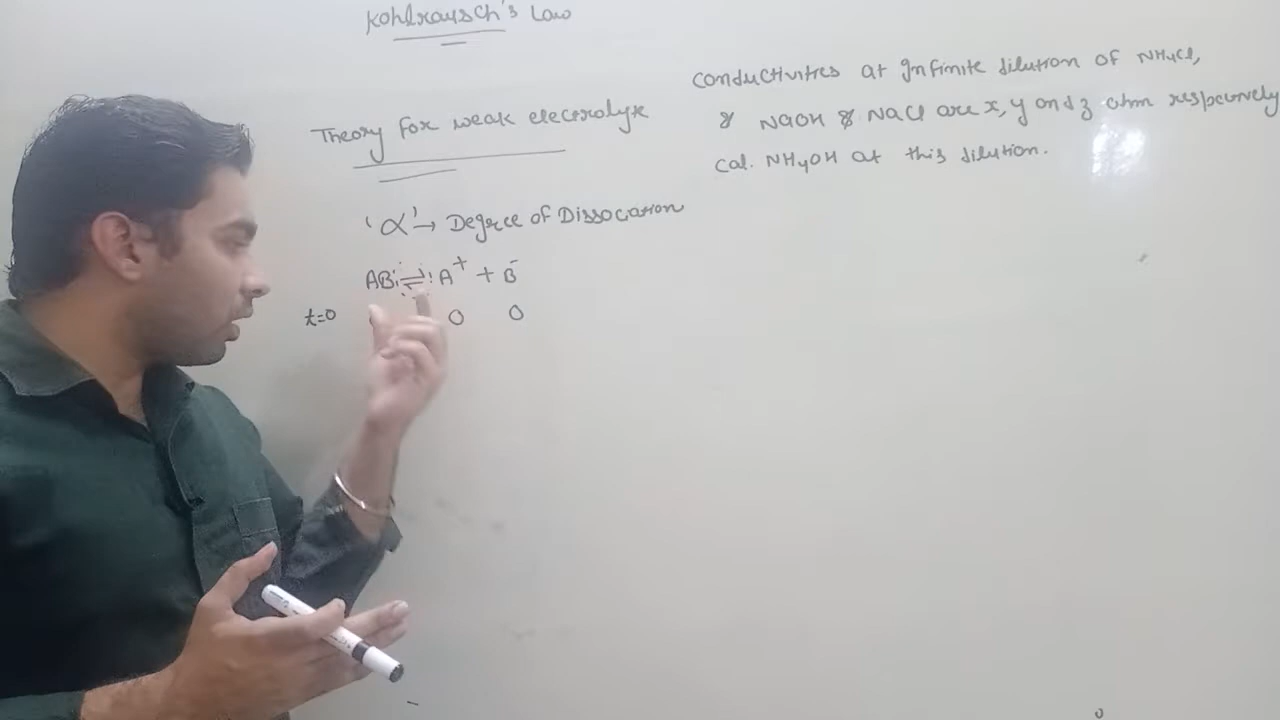 Kohlrausch's Law
Theory for weak electrolyte
'α' → Degree of Dissociation
AB ⇌ A⁺ + B⁻
t=0 0 0
conductivities at Infinite dilution of NH4Cl,
& NaOH & NaCl are x, y and z ohm respectively
cal. NH4OH at this dilution.